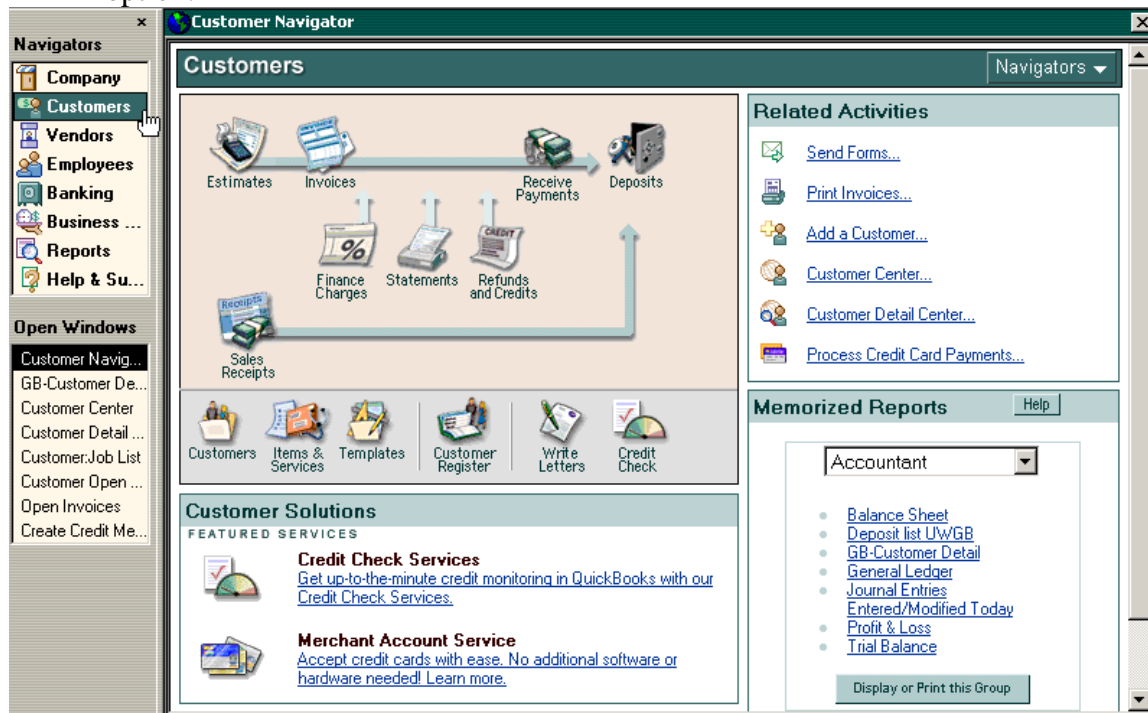 Customer Navigator
Navigators
Company
Customers
Vendors
Employees
Banking
Business ...
Reports
Help & Su...
Open Windows
Customer Navig...
GB-Customer De...
Customer Center
Customer Detail ...
Customer:Job List
Customer Open ...
Open Invoices
Create Credit Me...
Customers
Navigators
Estimates
Invoices
Receive
Payments
Deposits
%
CREDIT
Finance
Charges
Statements
Refunds
and Credits
Receipts
Sales
Receipts
Customers
Items &
Services
Templates
Customer
Register
Write
Letters
Credit
Check
Customer Solutions
FEATURED SERVICES
Credit Check Services
Get up-to-the-minute credit monitoring in QuickBooks with our
Credit Check Services.
Merchant Account Service
Accept credit cards with ease. No additional software or
hardware needed! Learn more.
Related Activities
Send Forms...
Print Invoices...
Add a Customer...
Customer Center...
Customer Detail Center...
Process Credit Card Payments...
Memorized Reports
Help
Accountant
Balance Sheet
Deposit list UWGB
GB-Customer Detail
General Ledger
Journal Entries
Entered/Modified Today
Profit & Loss
Trial Balance
Display or Print this Group